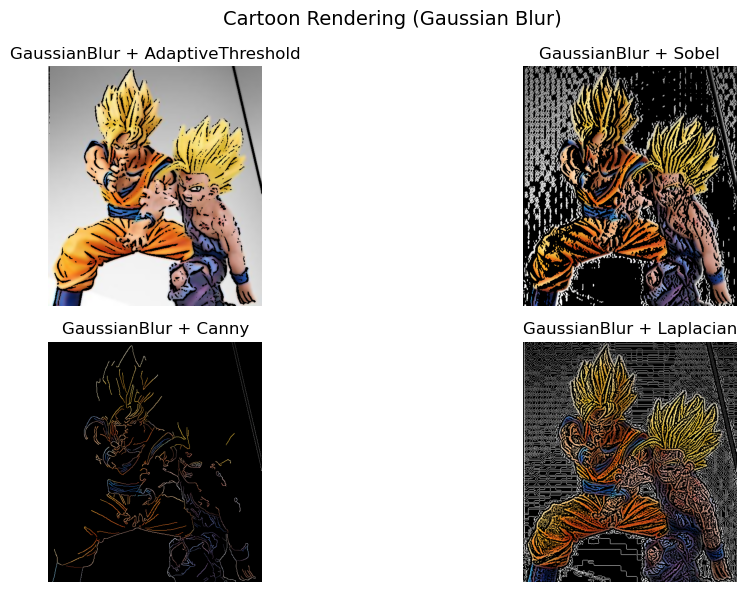 Cartoon Rendering (Gaussian Blur)
GaussianBlur + AdaptiveThreshold
GaussianBlur + Sobel
GaussianBlur + Canny
GaussianBlur + Laplacian